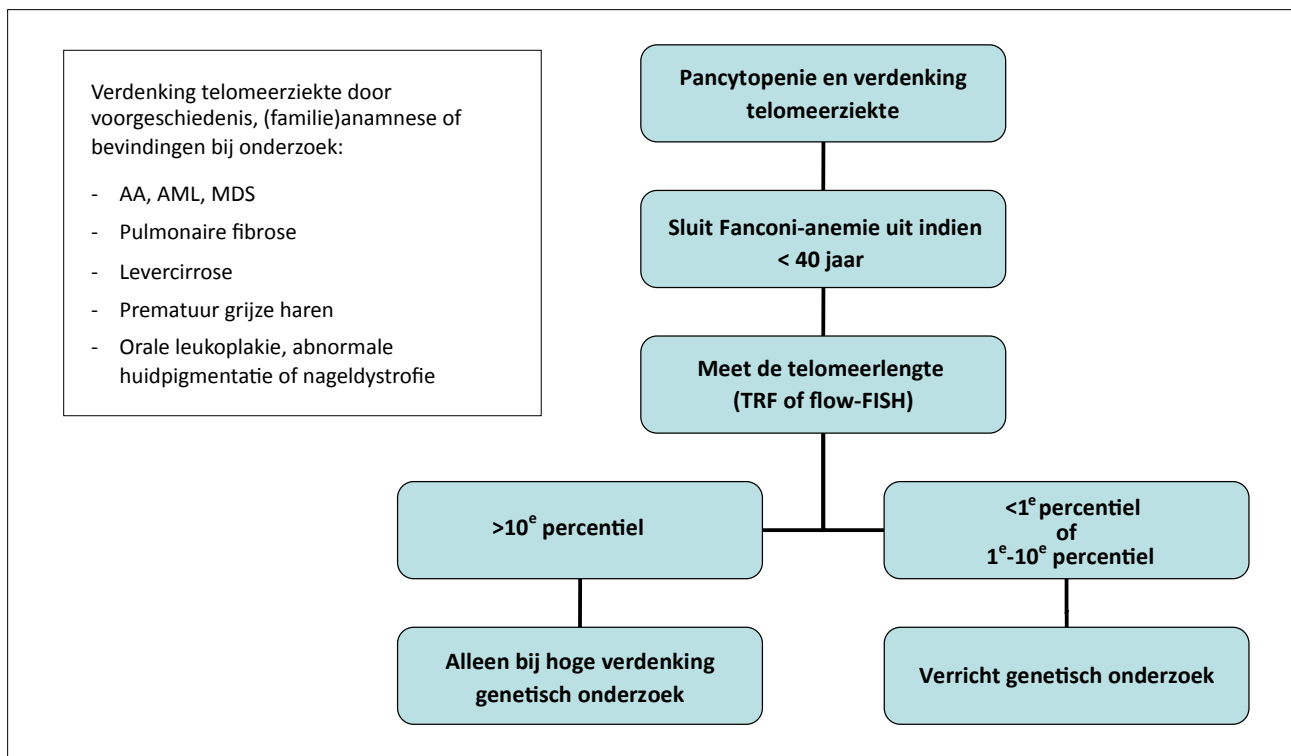 Verdenking telomeerziekte door
voorgeschiedenis, (familie)anamnese of
bevindingen bij onderzoek:
- AA, AML, MDS
- Pulmonaire fibrose
- Levercirrose
- Prematuur grijze haren
- Orale leukoplakie, abnormale
huidpigmentatie of nageldystrofie
Pancytopenie en verdenking
telomeerziekte
Sluit Fanconi-anemie uit indien
< 40 jaar
Meet de telomeerlengte
(TRF of flow-FISH)
>10e percentiel
<1e percentiel
of
1e-10e percentiel
Alleen bij hoge verdenking
genetisch onderzoek
Verricht genetisch onderzoek